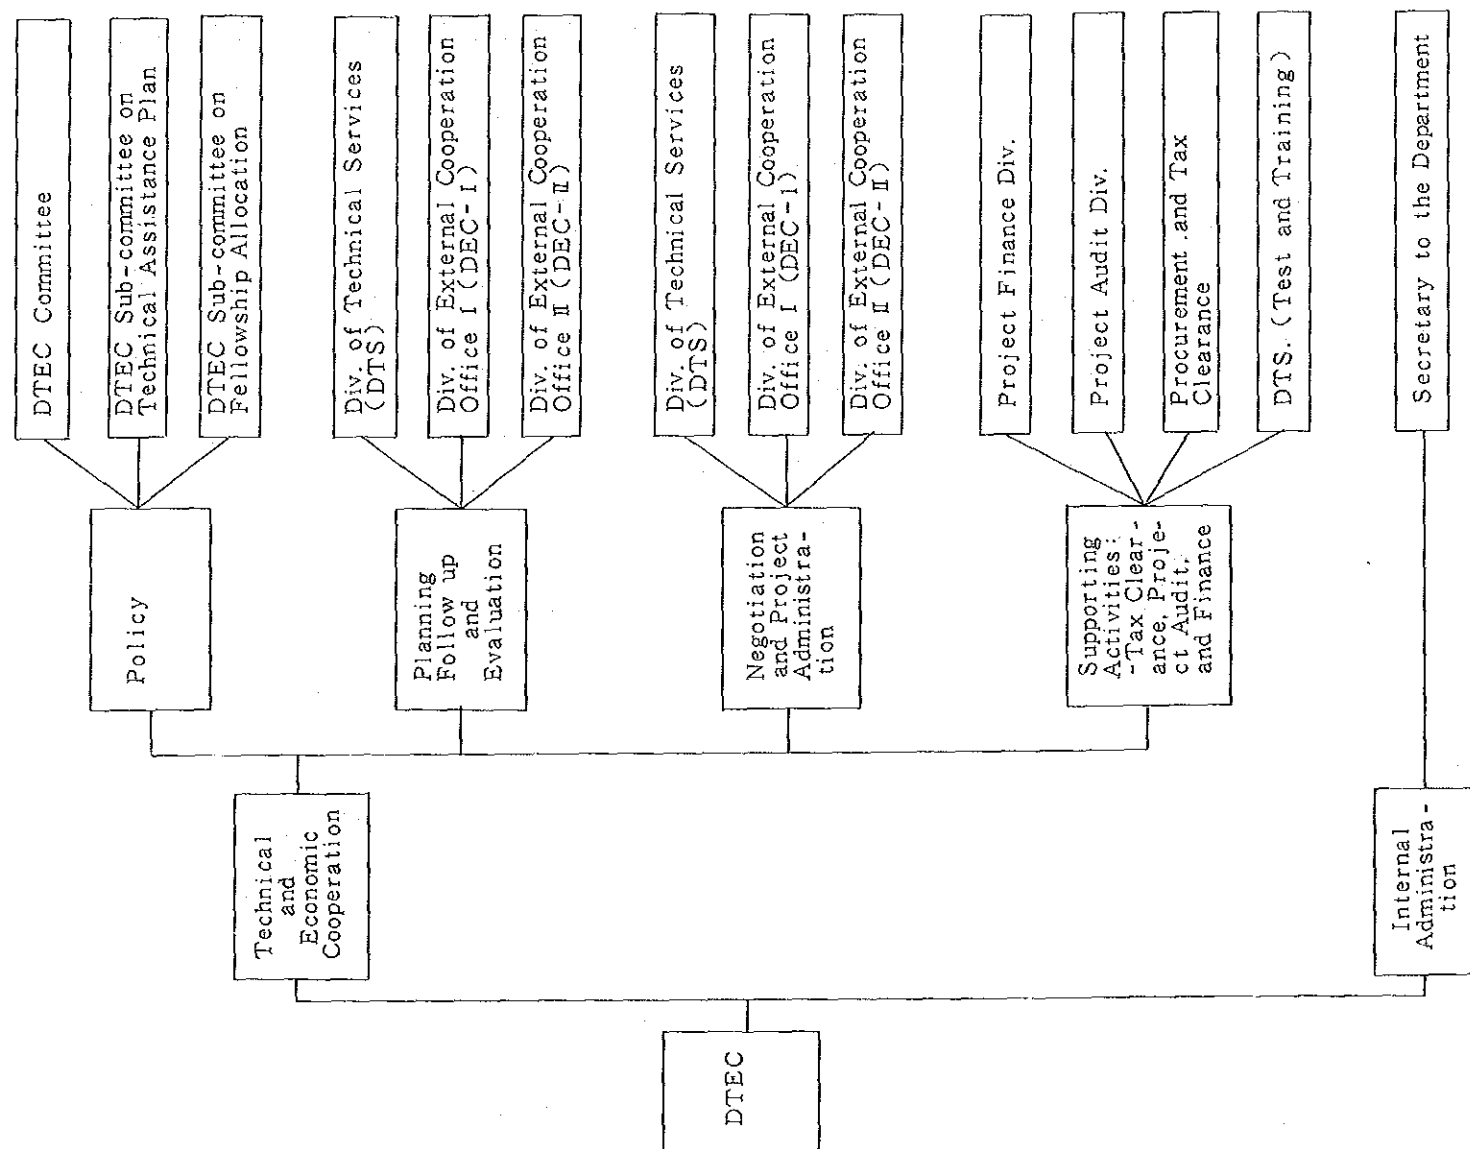 DTEC
Technical
and
Economic
Cooperation
Internal
Administra-
tion
Policy
Planning
Follow up
and
Evaluation
Negotiation
and Project
Administra-
tion
Supporting
Activities:
-Tax Clear-
ance, Proje-
ct Audit,
and Finance
DTEC Committee
DTEC Sub-committee on
Technical Assistance Plan
DTEC Sub-committee on
Fellowship Allocation
Div. of Technical Services
(DTS)
Div. of External Cooperation
Office I (DEC-I)
Div. of External Cooperation
Office II (DEC-II)
Div. of Technical Services
(DTS)
Div. of External Cooperation
Office I (DEC-1)
Div. of External Cooperation
Office II (DEC-II)
Project Finance Div.
Project Audit Div.
Procurement and Tax
Clearance
DTS. (Test and Training)
Secretary to the Department